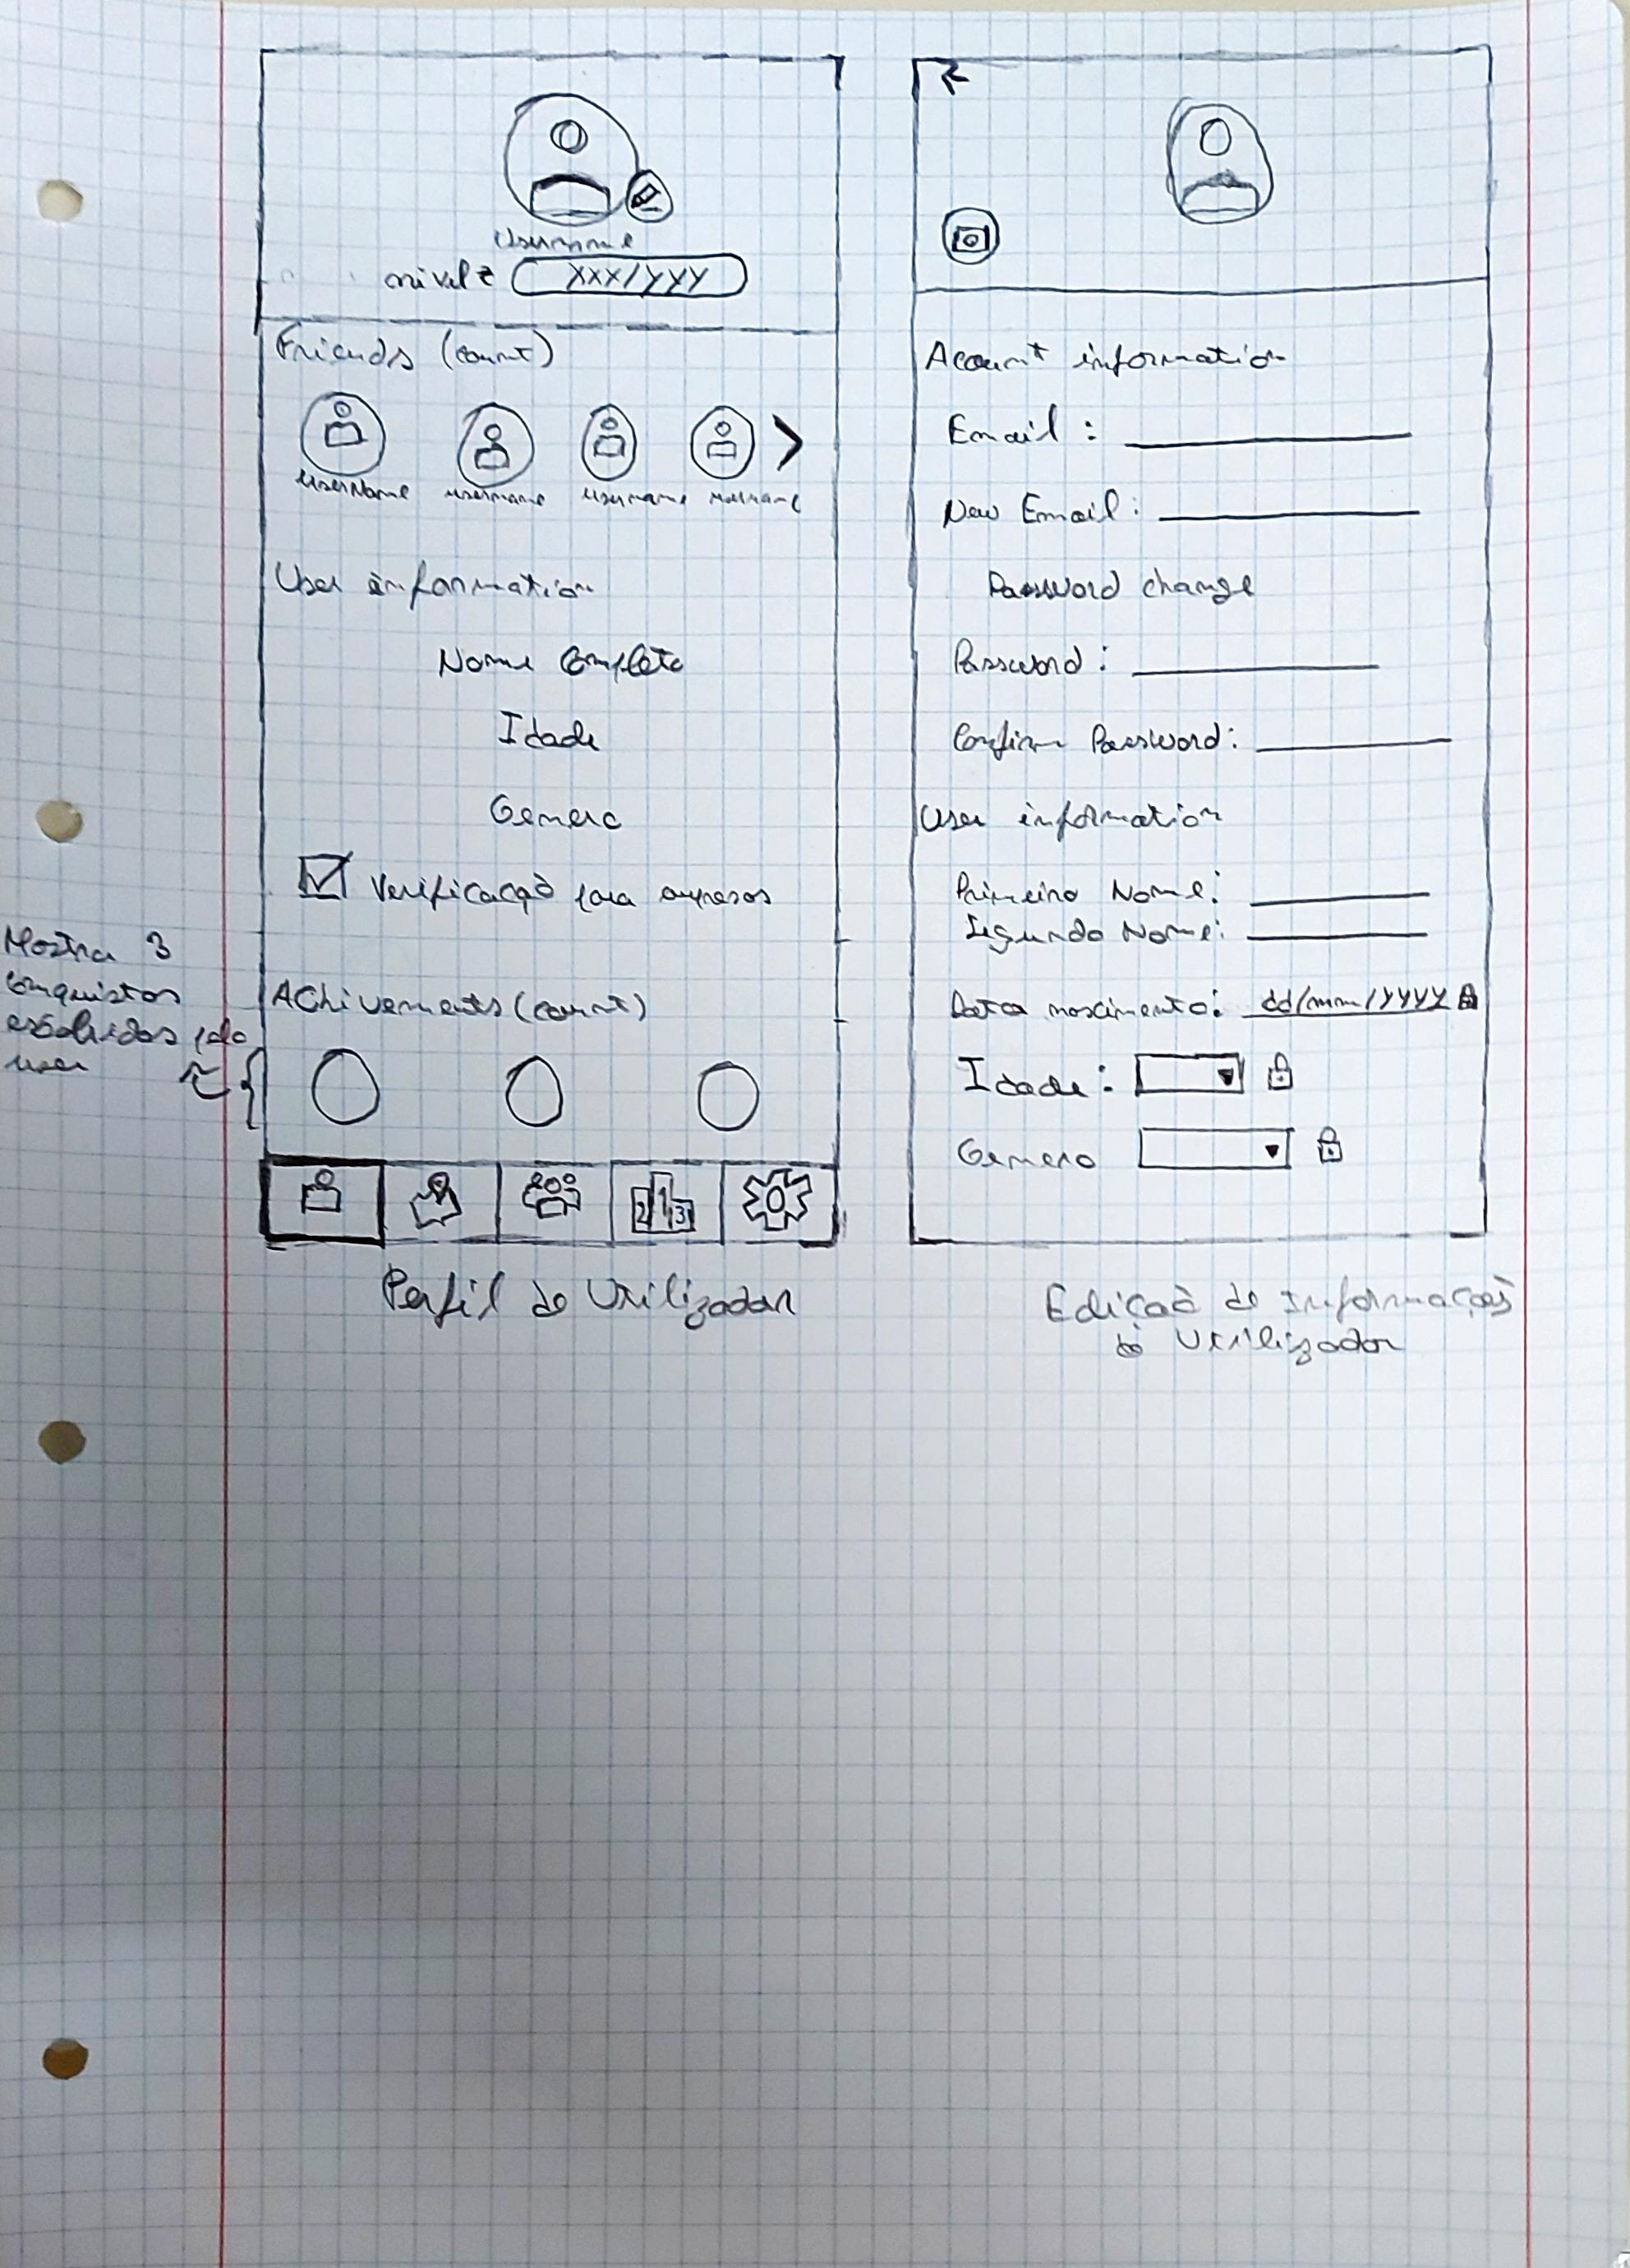 Username
nivel z xxx/yyy
Friends (count)
UserName username username username
User information
Nome Completo
Idade
Genero
Verificação para empresas
Mostra 3
conquistas
escolhidas pelo
user
AChivements (count)
2 1 3
Perfil do Utilizador
Account information
Email :
New Email :
Password change
Password :
Confirm Password :
User information
Primeiro Nome :
Segundo Nome :
Data nascimento : dd/mm/yyyy
Idade :
Genero
Edição de Informações
do Utilizador